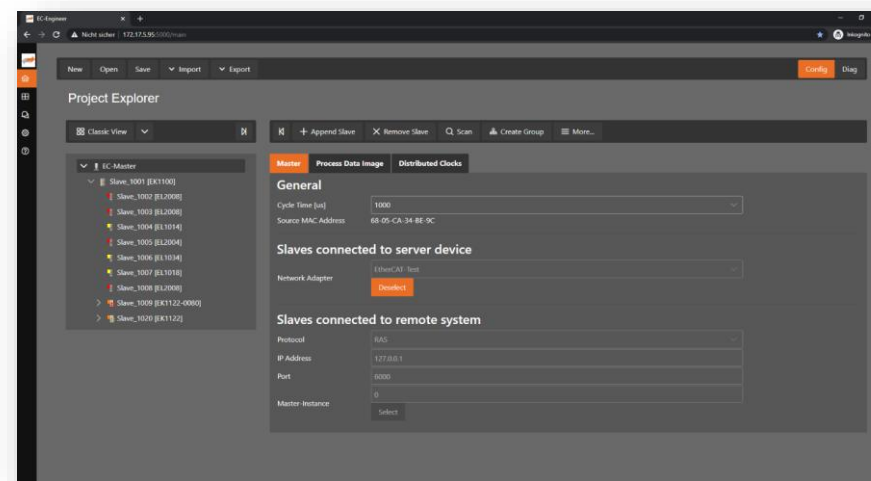 EC-Engineer
Nicht sicher | 172.17.5.95:5000/main
Inkognito
New Open Save Import Export Config Diag
Project Explorer
Classic View
Append Slave Remove Slave Scan Create Group More...
EC-Master
Slave_1001 [EK1100]
Slave_1002 [EL2008]
Slave_1003 [EL2008]
Slave_1004 [EL1014]
Slave_1005 [EL2004]
Slave_1006 [EL1034]
Slave_1007 [EL1018]
Slave_1008 [EL2008]
Slave_1009 [EK1122-0080]
Slave_1020 [EK1122]
Master Process Data Image Distributed Clocks
General
Cycle Time [us] 1000
Source MAC Address 68-05-CA-34-BE-9C
Slaves connected to server device
Network Adapter EtherCAT-Test
Deselect
Slaves connected to remote system
Protocol RAS
IP Address 127.0.0.1
Port 6000
Master-Instance 0
Select